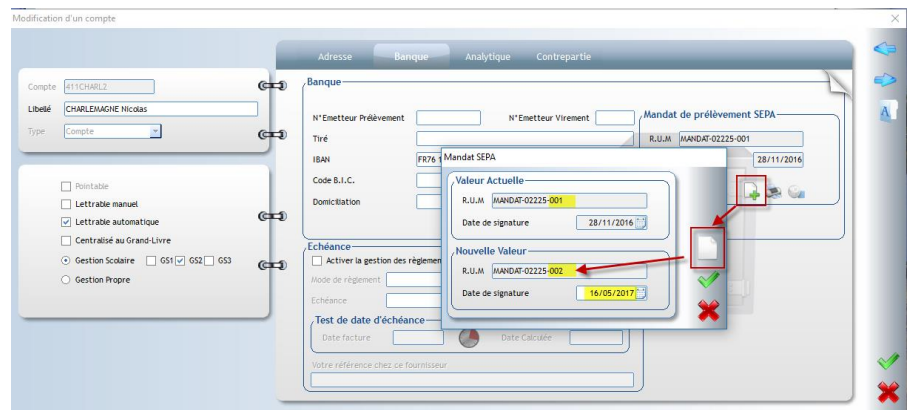 Modification d'un compte
Adresse Banque Analytique Contrepartie
Compte 411CHARL2
Libellé CHARLEMAGNE Nicolas
Type Compte
Pointable
Lettrable manuel
Lettrable automatique
Centralisé au Grand-Livre
Gestion Scolaire GS1 GS2 GS3
Gestion Propre
Banque
N°Emetteur Prélèvement N°Emetteur Virement
Tiré
IBAN FR76 1
Code B.I.C.
Domiciliation
Mandat de prélèvement SEPA
R.U.M MANDAT-02225-001
28/11/2016
Echéance
Activer la gestion des règlemen
Mode de règlement
Echéance
Test de date d'échéance
Date facture Date Calculée
Votre référence chez ce fournisseur
Mandat SEPA
Valeur Actuelle
R.U.M MANDAT-02225-001
Date de signature 28/11/2016
Nouvelle Valeur
R.U.M MANDAT-02225-002
Date de signature 16/05/2017
A